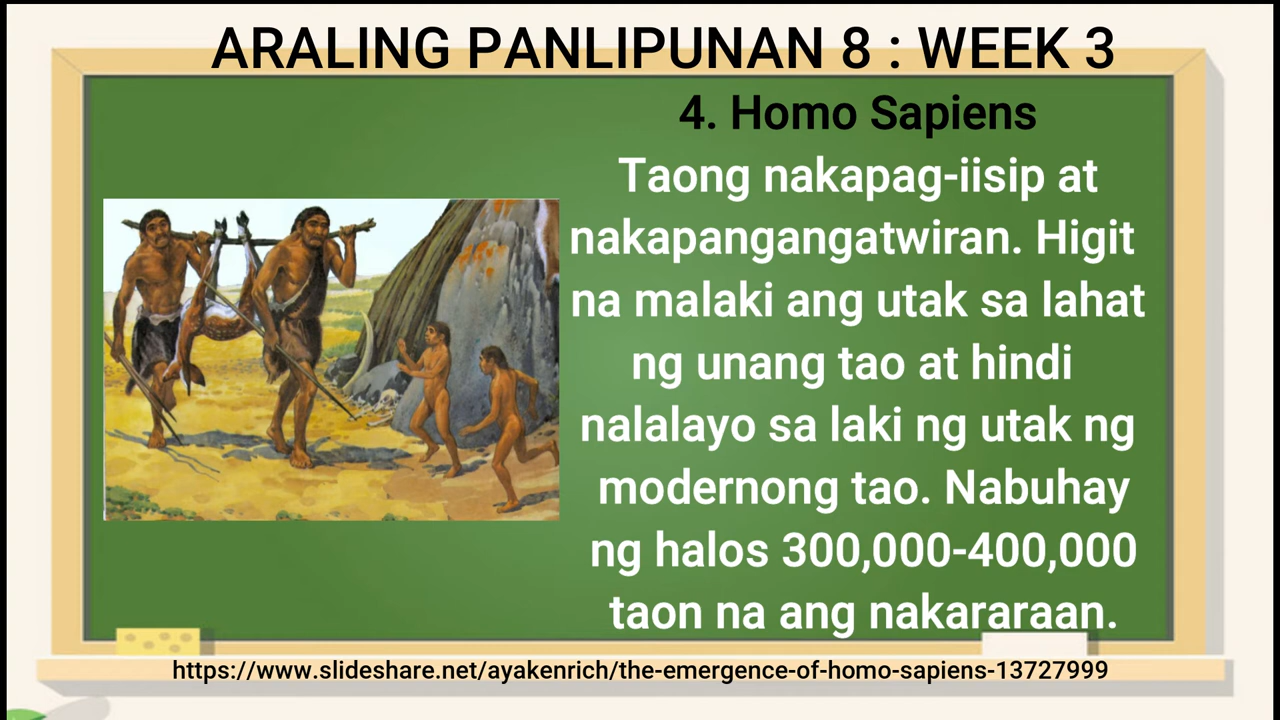 ARALING PANLIPUNAN 8 : WEEK 3
4. Homo Sapiens
Taong nakapag-iisip at
nakapangangatwiran. Higit
na malaki ang utak sa lahat
ng unang tao at hindi
nalalayo sa laki ng utak ng
modernong tao. Nabuhay
ng halos 300,000-400,000
taon na ang nakararaan.
https://www.slideshare.net/ayakenrich/the-emergence-of-homo-sapiens-13727999